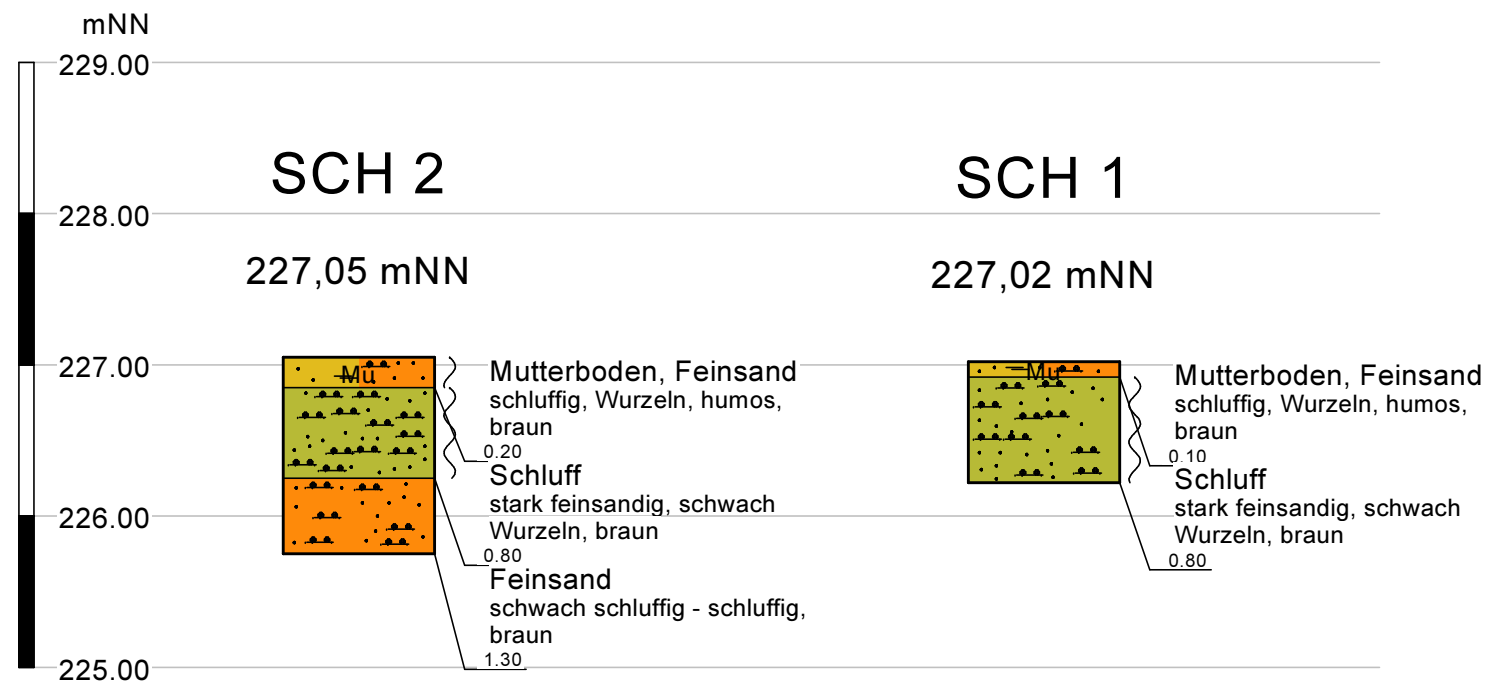 mNN
229.00
228.00
227.00
226.00
225.00
SCH 2
227,05 mNN
Mu
Mutterboden, Feinsand
schluffig, Wurzeln, humos,
braun
0.20
Schluff
stark feinsandig, schwach
Wurzeln, braun
0.80
Feinsand
schwach schluffig - schluffig,
braun
1.30
SCH 1
227,02 mNN
Mu
Mutterboden, Feinsand
schluffig, Wurzeln, humos,
braun
0.10
Schluff
stark feinsandig, schwach
Wurzeln, braun
0.80